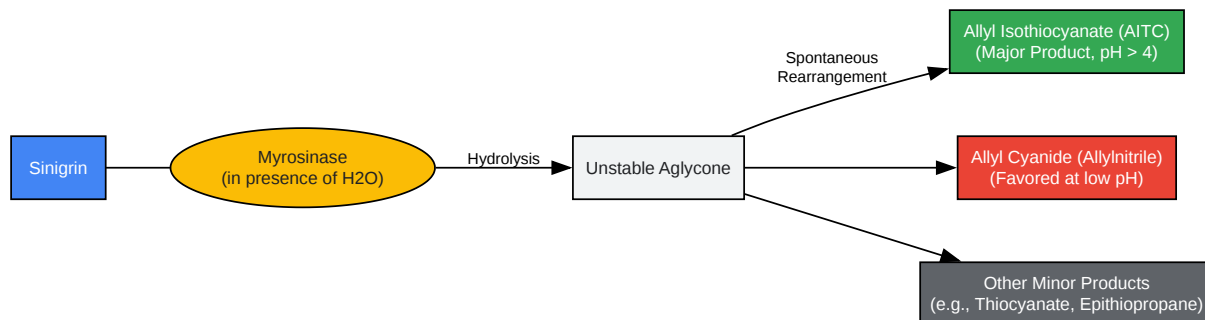 Sinigrin
Myrosinase
(in presence of H2O)
Hydrolysis
Unstable Aglycone
Spontaneous
Rearrangement
Allyl Isothiocyanate (AITC)
(Major Product, pH > 4)
Allyl Cyanide (Allylnitrile)
(Favored at low pH)
Other Minor Products
(e.g., Thiocyanate, Epithiopropane)